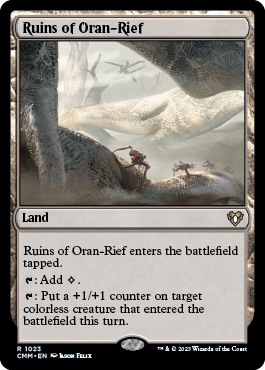 Ruins of Oran-Rief
Land
Ruins of Oran-Rief enters the battlefield
tapped.
: Add ◇.
: Put a +1/+1 counter on target
colorless creature that entered the
battlefield this turn.
R 1023
CMM • EN Jason Felix
™ & © 2023 Wizards of the Coast